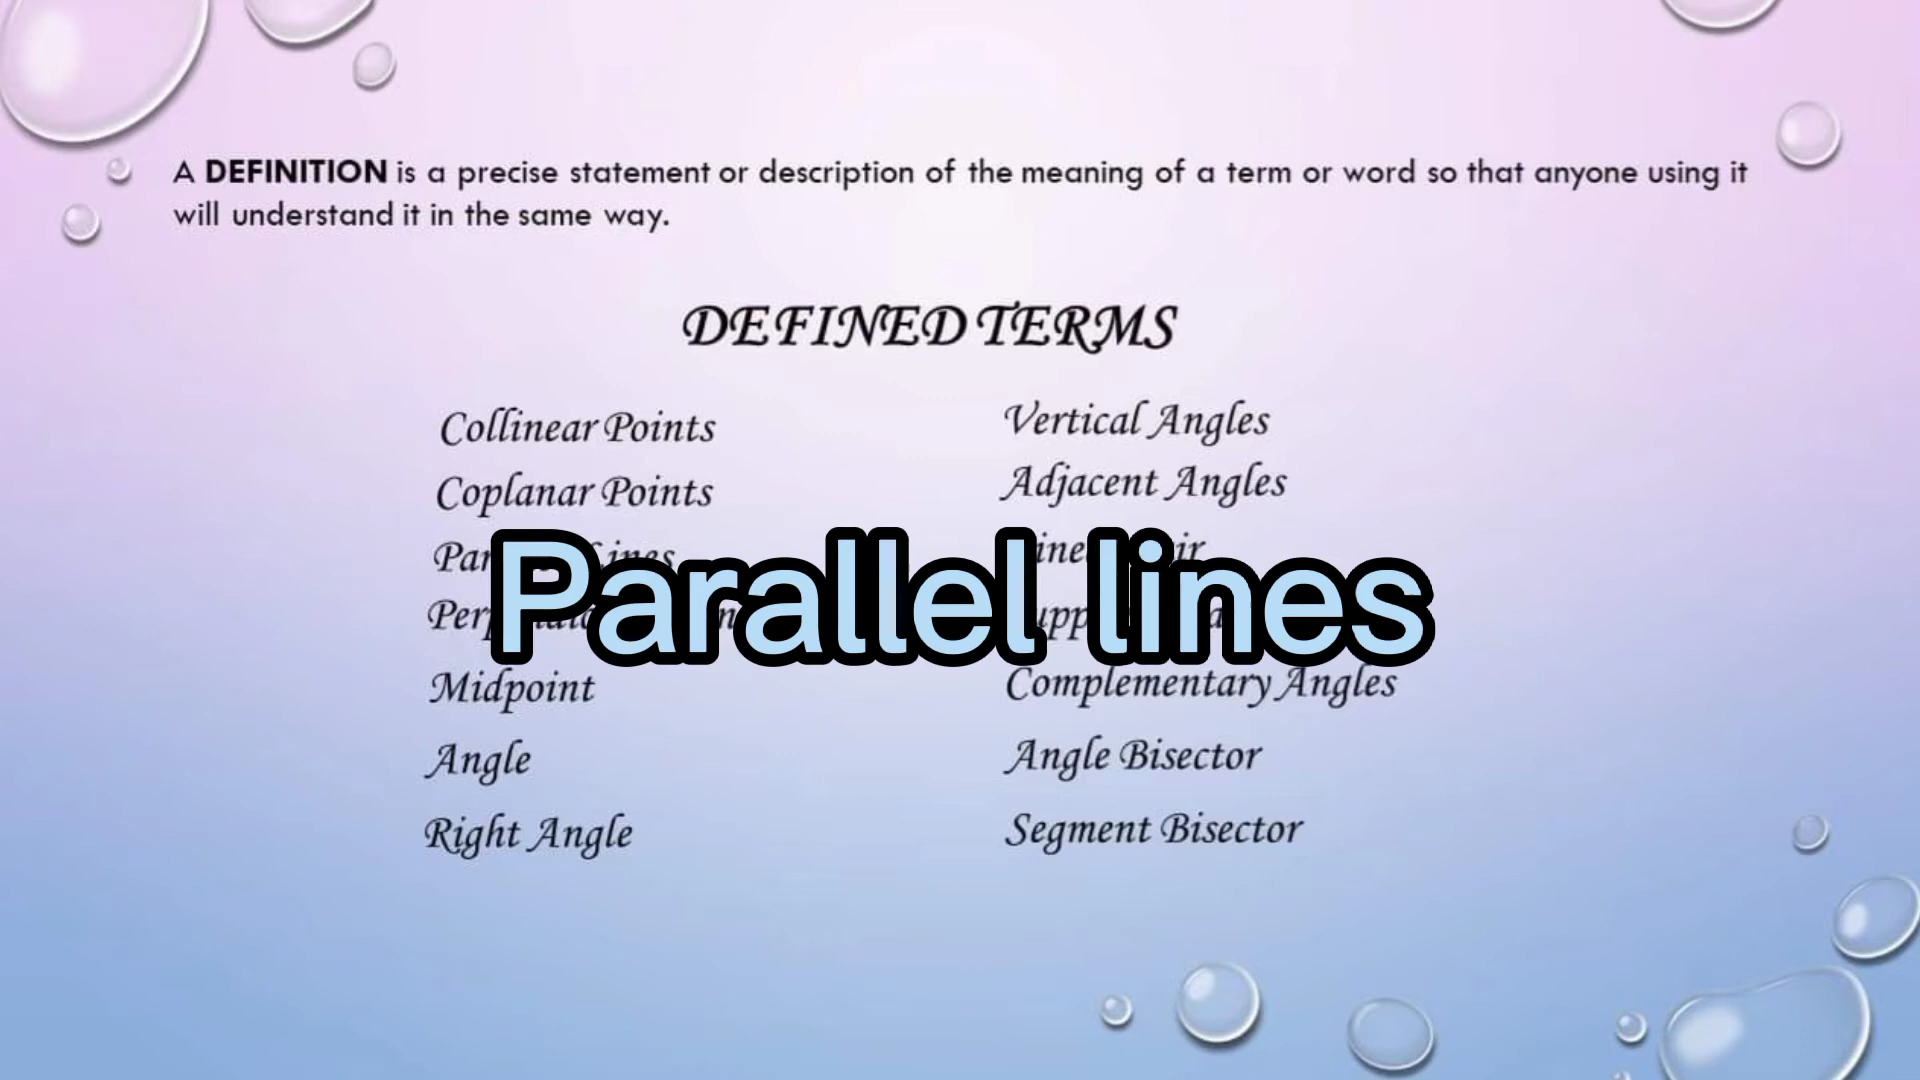 A DEFINITION is a precise statement or description of the meaning of a term or word so that anyone using it
will understand it in the same way.
DEFINED TERMS
Collinear Points
Coplanar Points
Lines
Midpoint
Angle
Right Angle
Vertical Angles
Adjacent Angles
Complementary Angles
Angle Bisector
Segment Bisector
Parallel lines